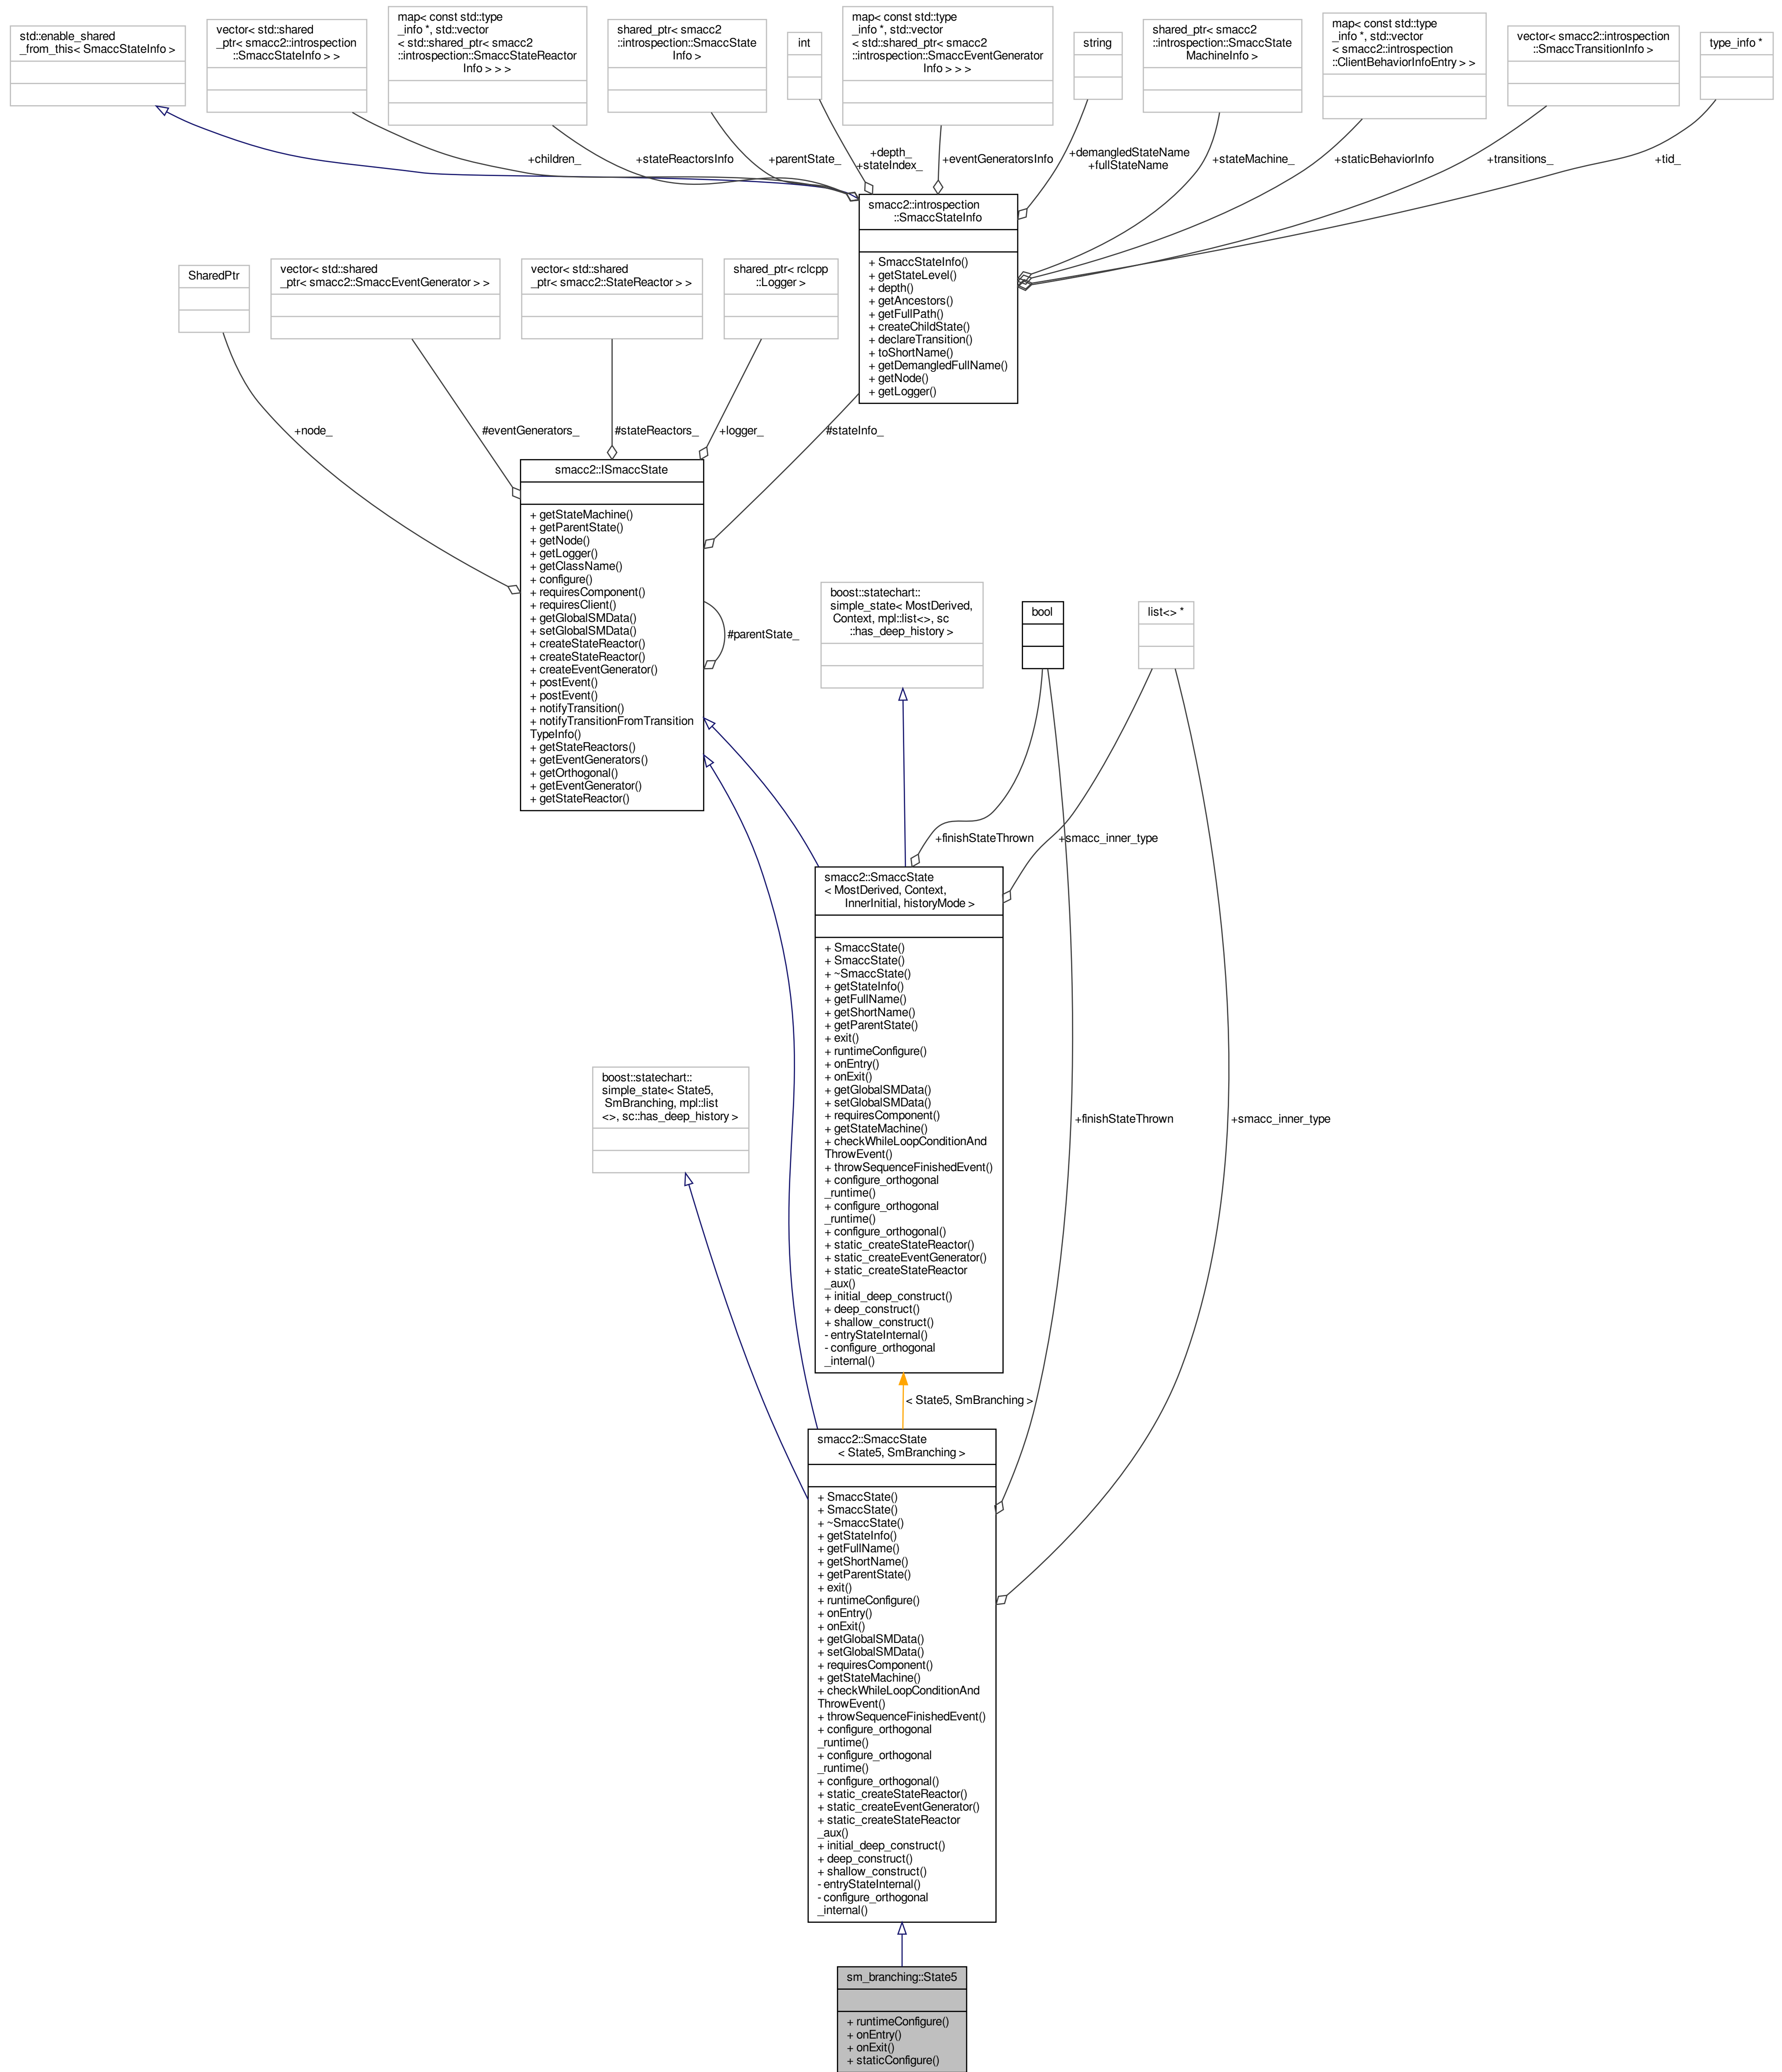 std::enable_shared
_from_this< SmaccStateInfo >
vector< std::shared
_ptr< smacc2::introspection
::SmaccStateInfo > >
map< const std::type
_info *, std::vector
< std::shared_ptr< smacc2
::introspection::SmaccStateReactor
Info > > >
shared_ptr< smacc2
::introspection::SmaccState
Info >
int
map< const std::type
_info *, std::vector
< std::shared_ptr< smacc2
::introspection::SmaccEventGenerator
Info > > >
string
shared_ptr< smacc2
::introspection::SmaccState
MachineInfo >
map< const std::type
_info *, std::vector
< smacc2::introspection
::ClientBehaviorInfoEntry > >
vector< smacc2::introspection
::SmaccTransitionInfo >
type_info *
+children_
+stateReactorsInfo
+parentState_
+depth_
+stateIndex_
+eventGeneratorsInfo
+demangledStateName
+fullStateName
+stateMachine_
+staticBehaviorInfo
+transitions_
+tid_
smacc2::introspection
::SmaccStateInfo
+ SmaccStateInfo()
+ getStateLevel()
+ depth()
+ getAncestors()
+ getFullPath()
+ createChildState()
+ declareTransition()
+ toShortName()
+ getDemangledFullName()
+ getNode()
+ getLogger()
SharedPtr
vector< std::shared
_ptr< smacc2::SmaccEventGenerator > >
vector< std::shared
_ptr< smacc2::StateReactor > >
shared_ptr< rclcpp
::Logger >
+node_
#eventGenerators_
#stateReactors_
+logger_
#stateInfo_
smacc2::ISmaccState
+ getStateMachine()
+ getParentState()
+ getNode()
+ getLogger()
+ getClassName()
+ configure()
+ requiresComponent()
+ requiresClient()
+ getGlobalSMData()
+ setGlobalSMData()
+ createStateReactor()
+ createStateReactor()
+ createEventGenerator()
+ postEvent()
+ postEvent()
+ notifyTransition()
+ notifyTransitionFromTransition
TypeInfo()
+ getStateReactors()
+ getEventGenerators()
+ getOrthogonal()
+ getEventGenerator()
+ getStateReactor()
#parentState_
boost::statechart::
simple_state< MostDerived,
Context, mpl::list<>, sc
::has_deep_history >
bool
list<> *
+finishStateThrown
+smacc_inner_type
smacc2::SmaccState
< MostDerived, Context,
InnerInitial, historyMode >
+ SmaccState()
+ SmaccState()
+ ~SmaccState()
+ getStateInfo()
+ getFullName()
+ getShortName()
+ getParentState()
+ exit()
+ runtimeConfigure()
+ onEntry()
+ onExit()
+ getGlobalSMData()
+ setGlobalSMData()
+ requiresComponent()
+ getStateMachine()
+ checkWhileLoopConditionAnd
ThrowEvent()
+ throwSequenceFinishedEvent()
+ configure_orthogonal
_runtime()
+ configure_orthogonal
_runtime()
+ configure_orthogonal()
+ static_createStateReactor()
+ static_createEventGenerator()
+ static_createStateReactor
_aux()
+ initial_deep_construct()
+ deep_construct()
+ shallow_construct()
- entryStateInternal()
- configure_orthogonal
_internal()
boost::statechart::
simple_state< State5,
SmBranching, mpl::list
<>, sc::has_deep_history >
+finishStateThrown
+smacc_inner_type
< State5, SmBranching >
smacc2::SmaccState
< State5, SmBranching >
+ SmaccState()
+ SmaccState()
+ ~SmaccState()
+ getStateInfo()
+ getFullName()
+ getShortName()
+ getParentState()
+ exit()
+ runtimeConfigure()
+ onEntry()
+ onExit()
+ getGlobalSMData()
+ setGlobalSMData()
+ requiresComponent()
+ getStateMachine()
+ checkWhileLoopConditionAnd
ThrowEvent()
+ throwSequenceFinishedEvent()
+ configure_orthogonal
_runtime()
+ configure_orthogonal
_runtime()
+ configure_orthogonal()
+ static_createStateReactor()
+ static_createEventGenerator()
+ static_createStateReactor
_aux()
+ initial_deep_construct()
+ deep_construct()
+ shallow_construct()
- entryStateInternal()
- configure_orthogonal
_internal()
sm_branching::State5
+ runtimeConfigure()
+ onEntry()
+ onExit()
+ staticConfigure()